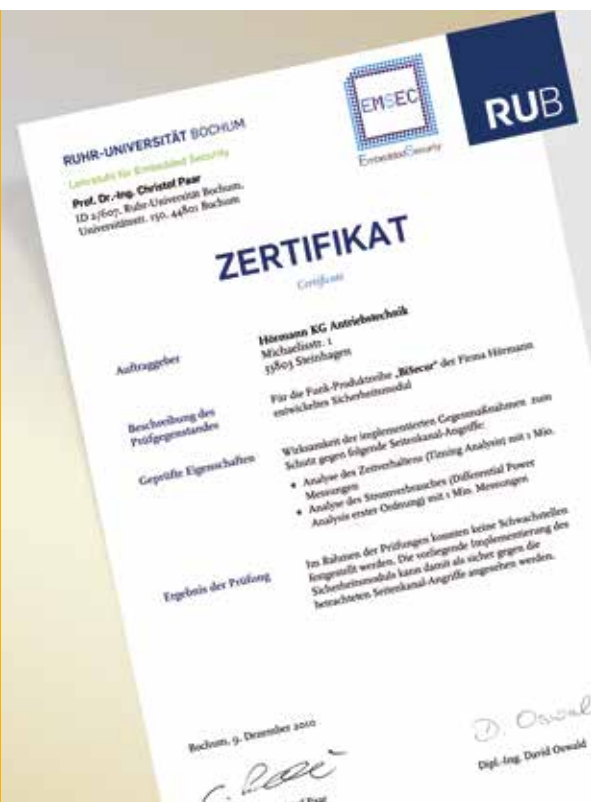 RUHR-UNIVERSITÄT BOCHUM
Lehrstuhl für Embedded Security
Prof. Dr.-Ing. Christof Paar
ID 2/607, Ruhr-Universität Bochum,
Universitätsstr. 150, 44801 Bochum
EMSEC
Embedded Security
RUB
ZERTIFIKAT
Certificate
Auftraggeber
Hörmann KG Antriebstechnik
Michaelisstr. 1
33803 Steinhagen
Beschreibung des
Prüfgegenstandes
Für die Funk-Produktreihe „BiSecur“ der Firma Hörmann
entwickeltes Sicherheitsmodul
Geprüfte Eigenschaften
Wirksamkeit der implementierten Gegenmaßnahmen zum
Schutz gegen folgende Seitenkanal-Angriffe:
• Analyse des Zeitverhaltens (Timing Analysis) mit 1 Mio.
Messungen
• Analyse des Stromverbrauches (Differential Power
Analysis erster Ordnung) mit 1 Mio. Messungen
Ergebnis der Prüfung
Im Rahmen der Prüfungen konnten keine Schwachstellen
festgestellt werden. Die vorliegende Implementierung des
Sicherheitsmoduls kann damit als sicher gegen die
betrachteten Seitenkanal-Angriffe angesehen werden.
Bochum, 9. Dezember 2010
D. Oswal
Dipl.-Ing. David Oswald
Paar